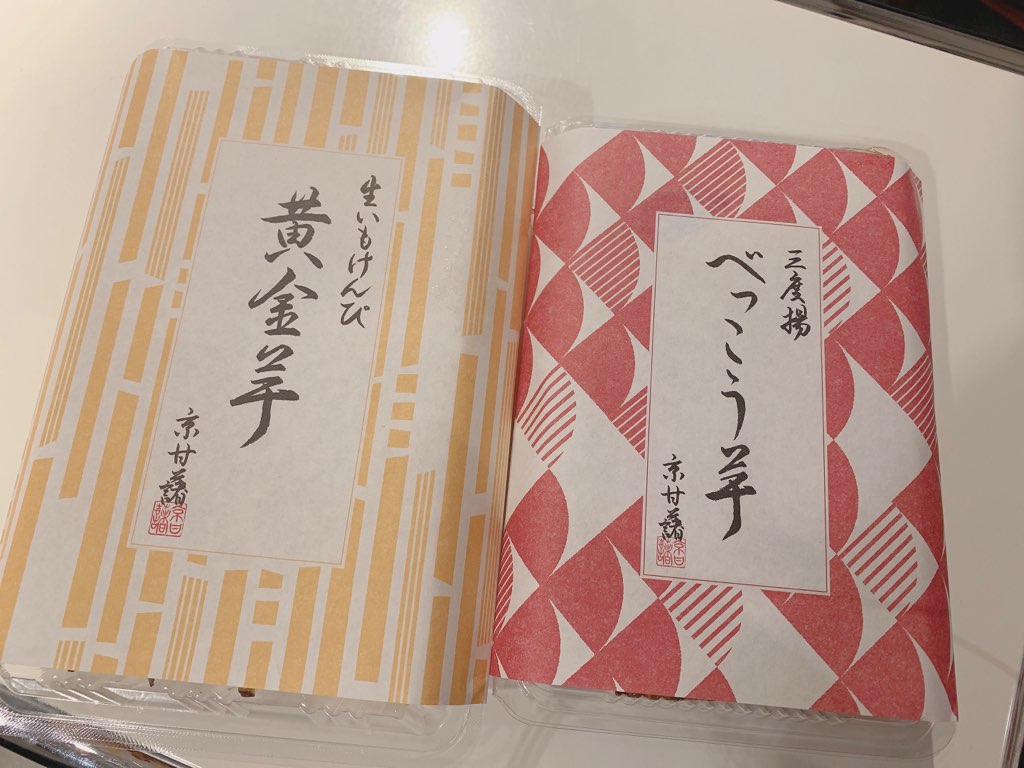 生いもけんぴ
黄金芋
京甘藷
三度揚
べっこう芋
京甘藷